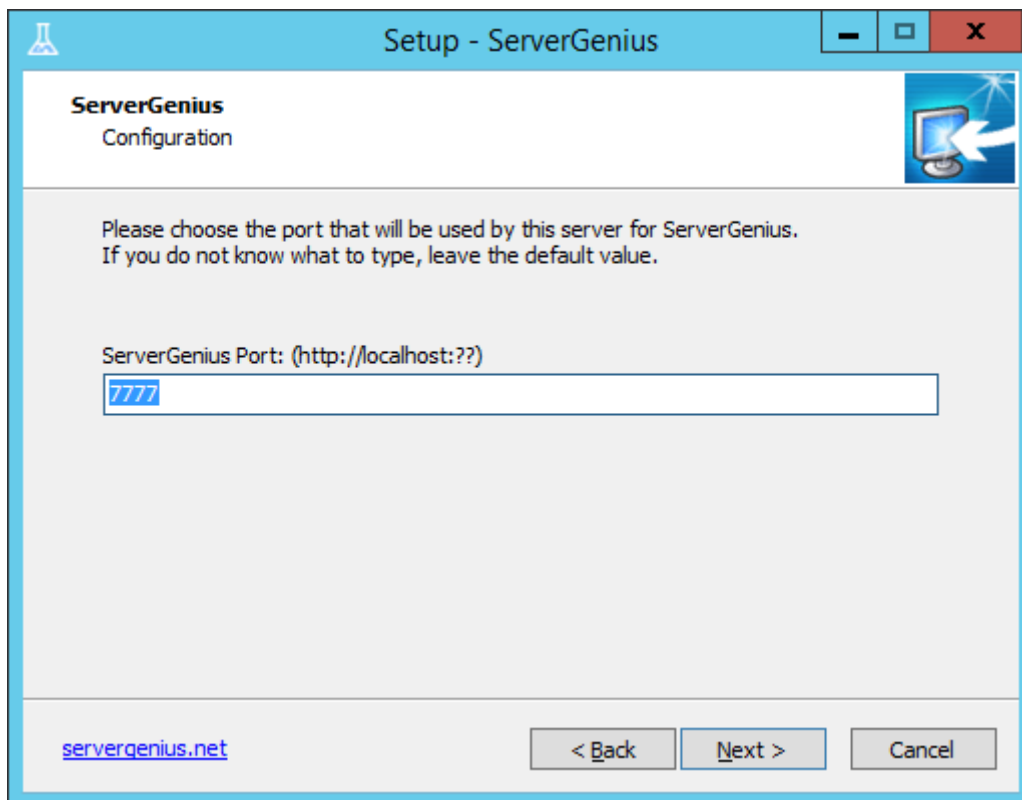 Setup - ServerGenius
ServerGenius
Configuration
Please choose the port that will be used by this server for ServerGenius.
If you do not know what to type, leave the default value.
ServerGenius Port: (http://localhost:??)
7777
servergenius.net
< Back
Next >
Cancel